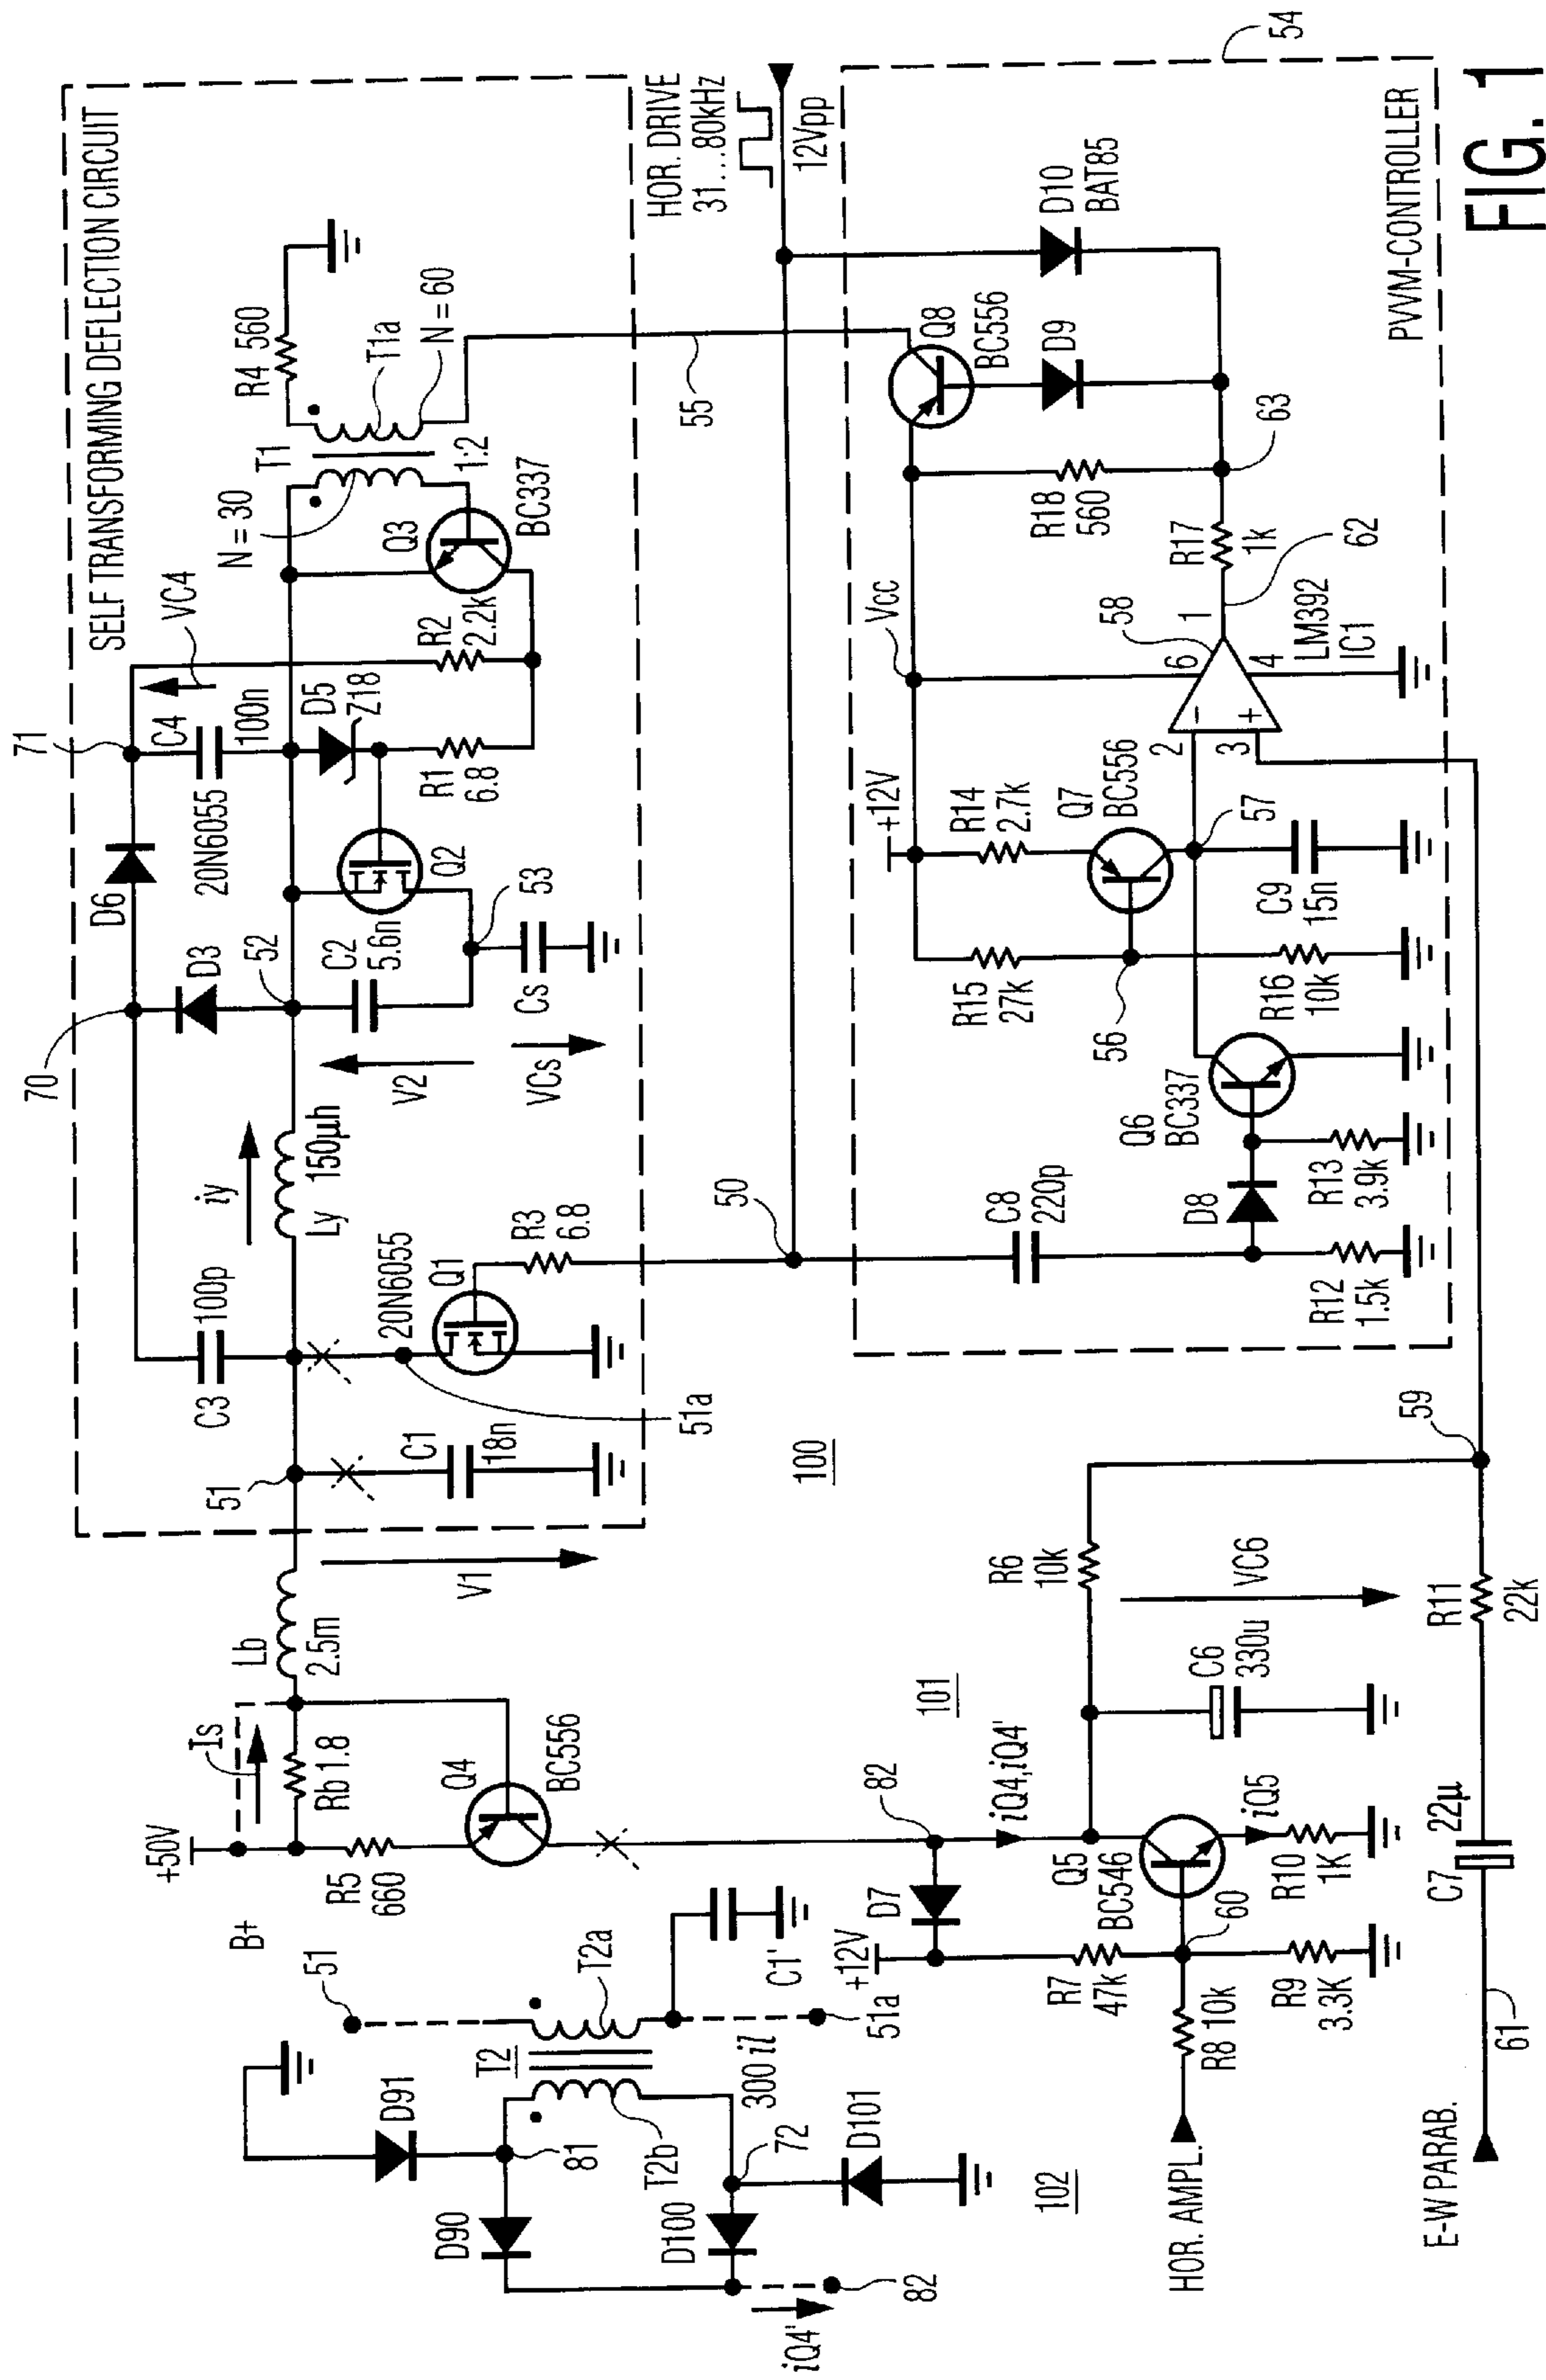 SELF TRANSFORMING DEFLECTION CIRCUIT
71
VC4
D6
C4
100n
20N6055
N = 30
T1
R4 560
T1a
N = 60
1:2
70
D3
52
D5
Z18
R2
2.2k
Q3
BC337
R1
6.8
C2
5.6n
Q2
53
Cs
V2
VCs
C3
100p
iy
Ly
150µh
20N6055
Q1
R3
6.8
51
C1
18n
51a
55
HOR. DRIVE
31...80kHz
12Vpp
50
100
+50V
B+
Is
Rb 1.8
Lb
2.5m
V1
R5
660
Q4
BC556
51
D91
T2
T2a
C1'
51a
D90
81
T2b
300 il
D100
72
D101
iQ4'
82
102
+12V
D7
82
101
iQ4,iQ4'
R7
47k
Q5
BC546
60
iQ5
R10
1K
R8 10k
R9
3.3K
HOR. AMPL.
R6
10k
C6
330u
VC6
59
E-W PARAB.
61
C7
22µ
R11
22k
C8
220p
D8
R12
1.5k
R13
3.9k
Q6
BC337
R15
27k
56
R16
10k
+12V
R14
2.7k
Q7
BC556
57
C9
15n
Vcc
2
3
−
+
6
4
58
1
LM392
IC1
62
R17
1k
R18
560
63
Q8
BC556
D9
D10
BAT85
PVVM-CONTROLLER
54
FIG. 1